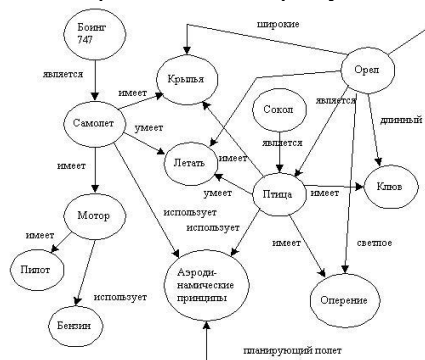 широкие
Боинг
747
является
Крылья
Орел
имеет
Сокол
является
длинный
Самолет
умеет
является
Летать
имеет
имеет
умеет
Птица
имеет
Клюв
Мотор
использует
использует
имеет
имеет
светлое
Пилот
Аэроди-
намические
принципы
Оперение
использует
Бензин
планирующий полет